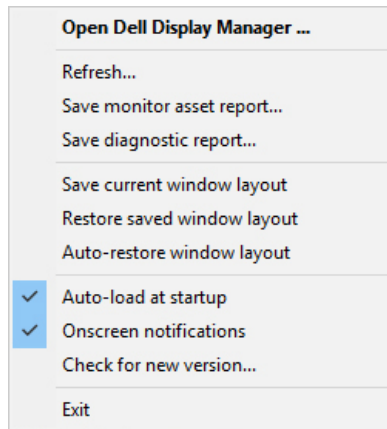 Open Dell Display Manager ...
Refresh...
Save monitor asset report...
Save diagnostic report...
Save current window layout
Restore saved window layout
Auto-restore window layout
Auto-load at startup
Onscreen notifications
Check for new version...
Exit